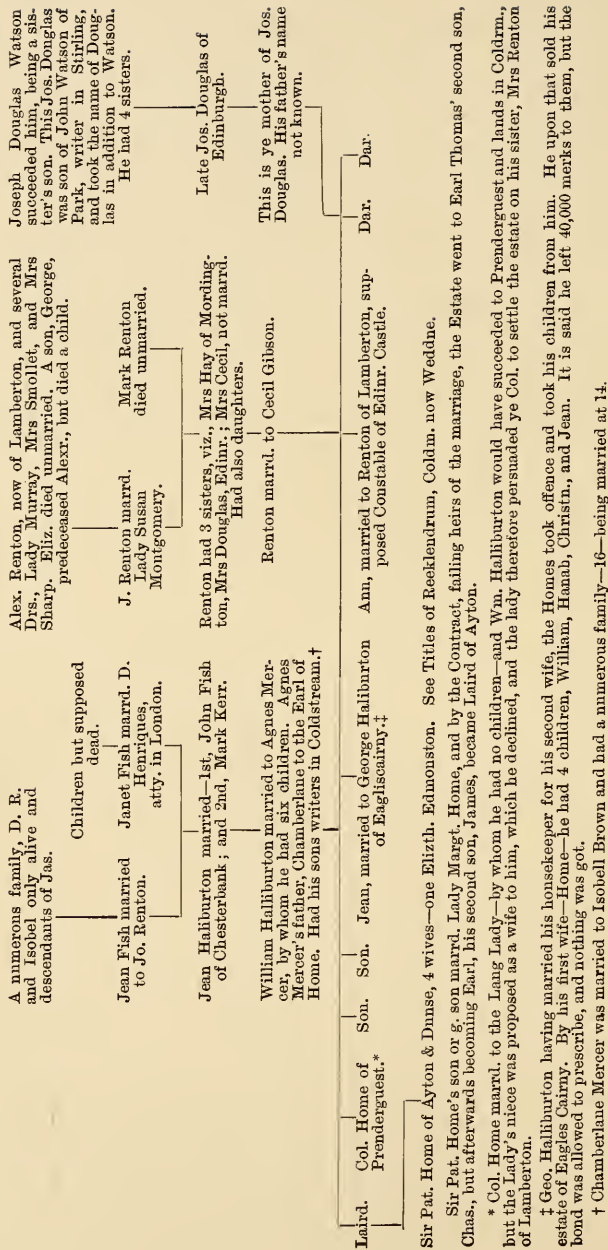 A numerous family, D. R.
and Isobel only alive and
descendants of Jas.
Children but supposed
dead.
Jean Fish married
to Jo. Renton.
Janet Fish marrd. D.
Henriques,
atty. in London.
Jean Haliburton married—1st, John Fish
of Chesterbank; and 2nd, Mark Kerr.
William Halliburton married to Agnes Mer-
cer, by whom he had six children. Agnes
Mercer's father, Chamberlane to the Earl of
Home. Had his sons writers in Coldstream.†
Alex. Renton, now of Lamberton, and several
Drs., Lady Murray, Mrs Smollet, and Mrs
Sharp. Eliz. died unmarried. A son, George,
predeceased Alexr., but died a child.
J. Renton marrd.
Lady Susan
Montgomery.
Mark Renton
died unmarried.
Renton had 3 sisters, viz., Mrs Hay of Mording-
ton, Mrs Douglas, Edinr.; Mrs Cecil, not marrd.
Had also daughters.
Renton marrd. to Cecil Gibson.
Joseph Douglas Watson
succeeded him, being a sis-
ter's son. This Jos. Douglas
was son of John Watson of
Park, writer in Stirling,
and took the name of Doug-
las in addition to Watson.
He had 4 sisters.
Late Jos. Douglas of
Edinburgh.
This is ye mother of Jos.
Douglas. His father's name
not known.
Laird.
Col. Home of
Prenderguest.*
Son.
Son.
Jean, married to George Haliburton
of Eagliscairny.‡
Ann, married to Renton of Lamberton, sup-
posed Constable of Edinr. Castle.
Dar.
Dar.
Sir Pat. Home of Ayton & Dunse, 4 wives—one Elizth. Edmonston. See Titles of Reeklendrum, Coldm. now Weddne.
Sir Pat. Home's son or g. son marrd. Lady Margt. Home, and by the Contract, failing heirs of the marriage, the Estate went to Earl Thomas' second son,
Chas., but afterwards becoming Earl, his second son, James, became Laird of Ayton.
* Col. Home marrd. to the Lang Lady—by whom he had no children—and Wm. Halliburton would have succeeded to Prenderguest and lands in Coldrm.,
but the Lady's niece was proposed as a wife to him, which he declined, and the lady therefore persuaded ye Col. to settle the estate on his sister, Mrs Renton
of Lamberton.
‡ Geo. Halliburton having married his housekeeper for his second wife, the Homes took offence and took his children from him. He upon that sold his
estate of Eagles Cairny. By his first wife—Home—he had 4 children, William, Hanab, Christn., and Jean. It is said he left 40,000 merks to them, but the
bond was allowed to prescribe, and nothing was got.
† Chamberlane Mercer was married to Isobell Brown and had a numerous family—16—being married at 14.